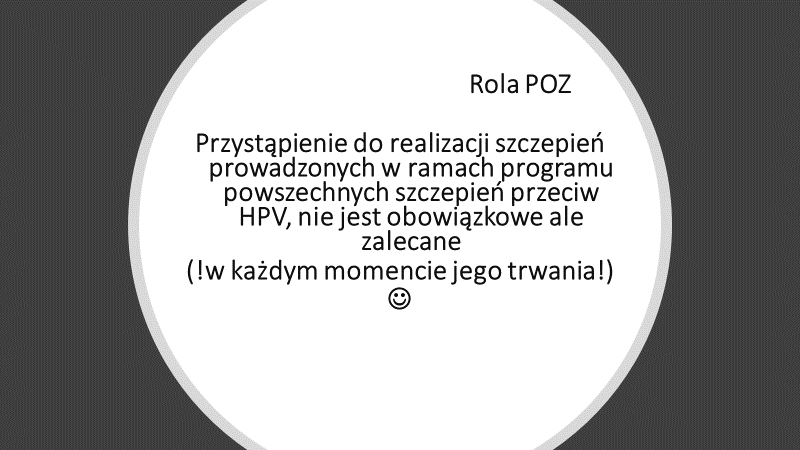 Rola POZ
Przystąpienie do realizacji szczepień
prowadzonych w ramach programu
powszechnych szczepień przeciw
HPV, nie jest obowiązkowe ale
zalecane
(!w każdym momencie jego trwania!)
☺